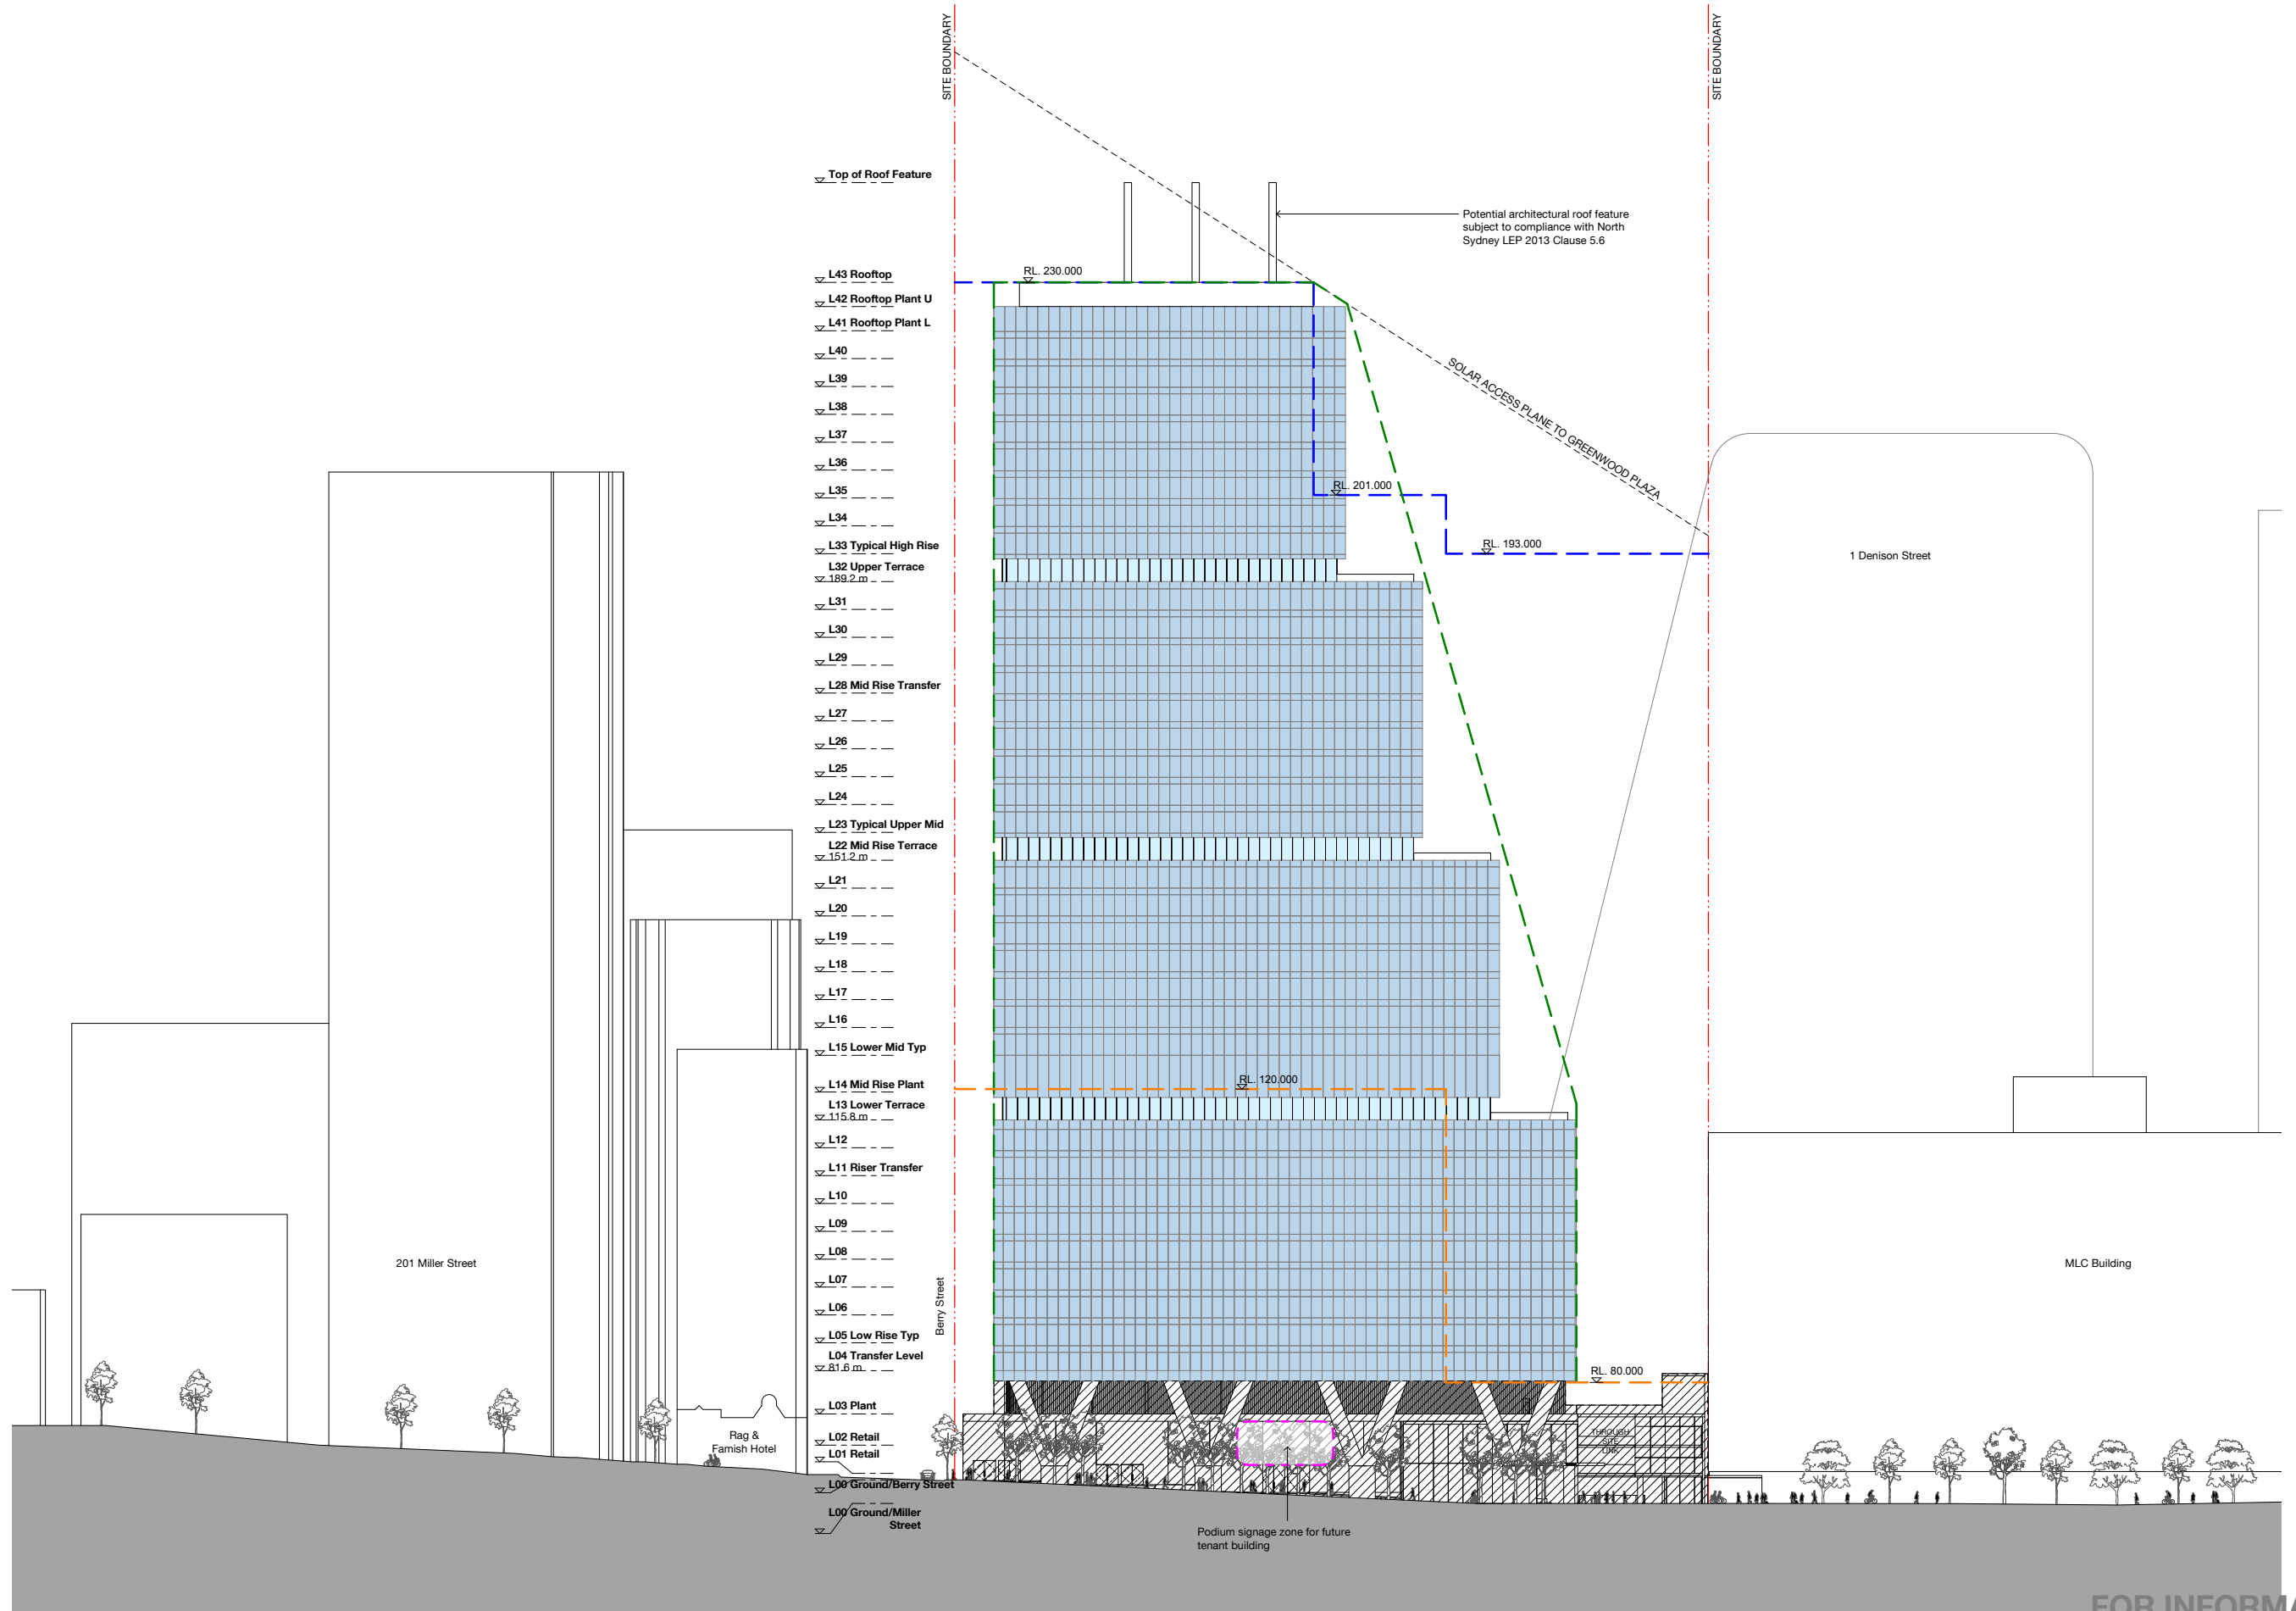 SITE BOUNDARY
SITE BOUNDARY
Top of Roof Feature
Potential architectural roof feature
subject to compliance with North
Sydney LEP 2013 Clause 5.6
L43 Rooftop
RL. 230.000
L42 Rooftop Plant U
L41 Rooftop Plant L
L40
L39
L38
SOLAR ACCESS PLANE TO GREENWOOD PLAZA
L37
L36
L35
RL. 201.000
L34
L33 Typical High Rise
RL. 193.000
1 Denison Street
L32 Upper Terrace
189.2 m
L31
L30
L29
L28 Mid Rise Transfer
L27
L26
L25
L24
L23 Typical Upper Mid
L22 Mid Rise Terrace
151.2 m
L21
L20
L19
L18
L17
L16
L15 Lower Mid Typ
L14 Mid Rise Plant
RL. 120.000
L13 Lower Terrace
115.8 m
L12
L11 Riser Transfer
L10
L09
L08
201 Miller Street
MLC Building
L07
L06
Berry Street
L05 Low Rise Typ
L04 Transfer Level
81.6 m
RL. 80.000
L03 Plant
Rag &
Famish Hotel
L02 Retail
THROUGH
SITE
LINK
L01 Retail
L00 Ground/Berry Street
L00 Ground/Miller
Street
Podium signage zone for future
tenant building
FOR INFORMA